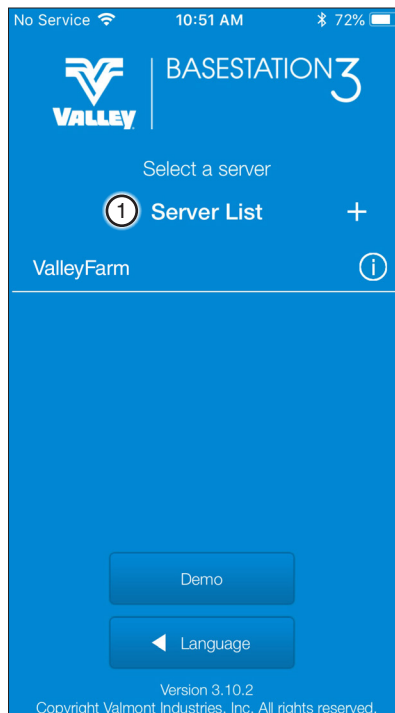 No Service 10:51 AM 72%
VALLEY BASESTATION3
Select a server
1 Server List +
ValleyFarm i
Demo
Language
Version 3.10.2
Copyright Valmont Industries, Inc. All rights reserved.